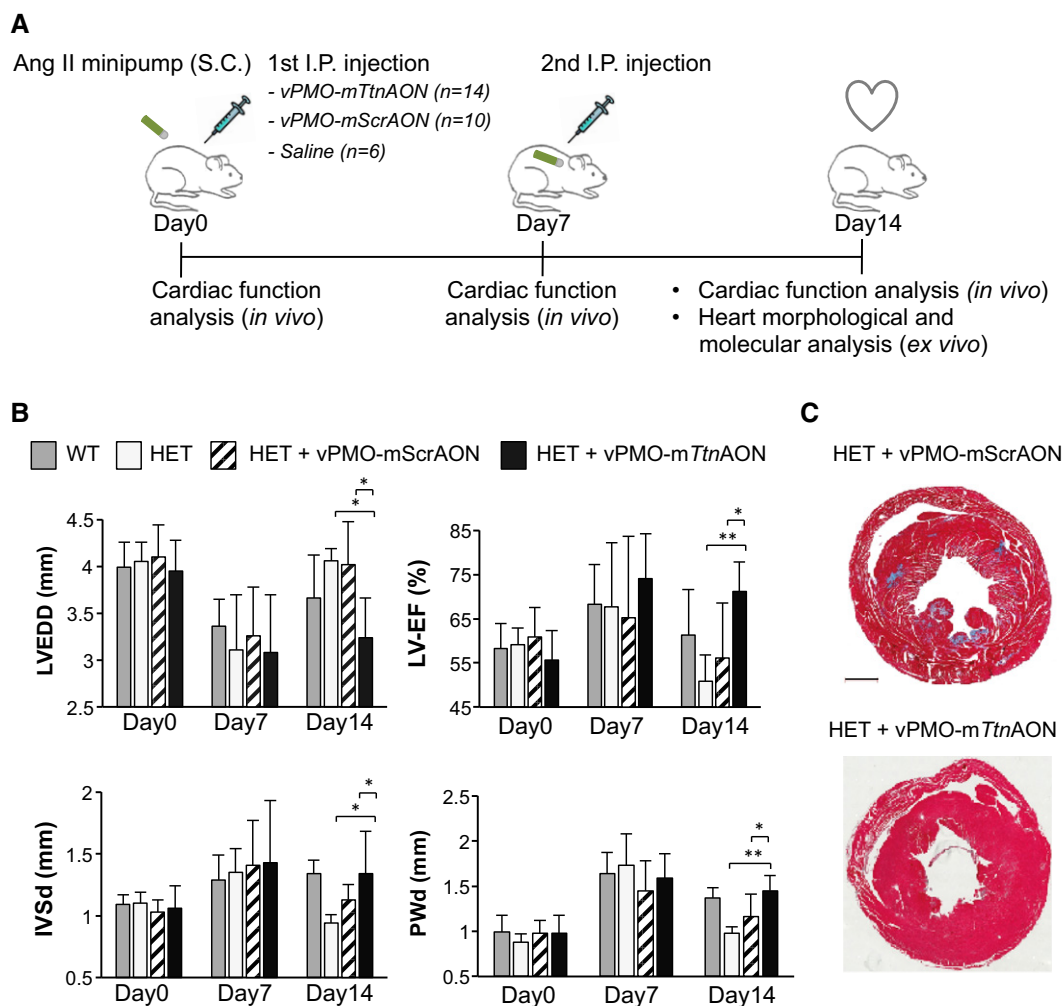 A
Ang II minipump (S.C.)
1st I.P. injection
- vPMO-mTtnAON (n=14)
- vPMO-mScrAON (n=10)
- Saline (n=6)
2nd I.P. injection
Day0
Day7
Day14
Cardiac function
analysis (in vivo)
Cardiac function
analysis (in vivo)
• Cardiac function analysis (in vivo)
• Heart morphological and
molecular analysis (ex vivo)
B
WT
HET
HET + vPMO-mScrAON
HET + vPMO-mTtnAON
LVEDD (mm)
4.5
4
3.5
3
2.5
*
*
Day0
Day7
Day14
LV-EF (%)
85
75
65
55
45
*
**
Day0
Day7
Day14
IVSd (mm)
2
1.5
1
0.5
*
*
Day0
Day7
Day14
PWd (mm)
2.5
2
1.5
1
0.5
*
**
Day0
Day7
Day14
C
HET + vPMO-mScrAON
HET + vPMO-mTtnAON